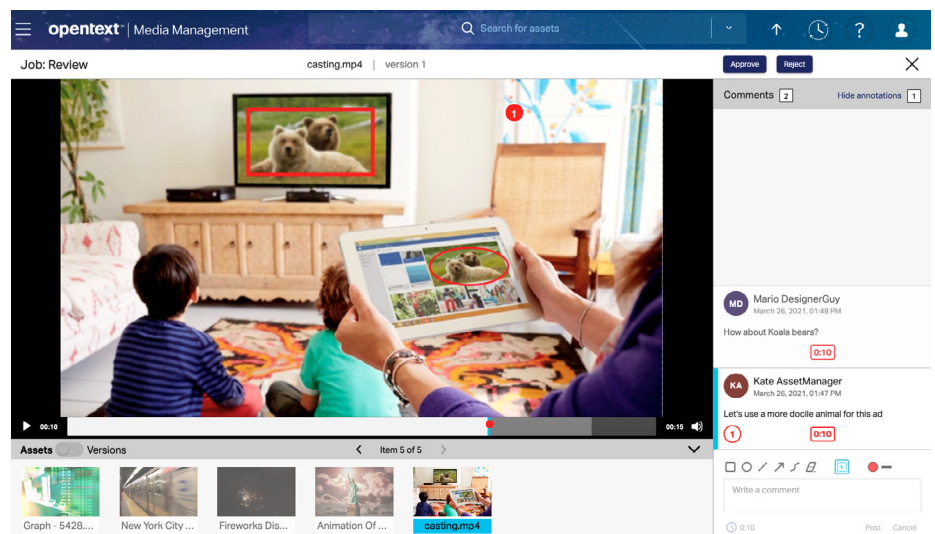 opentext™ | Media Management
Search for assets
?
Job: Review
casting.mp4 | version 1
Approve
Reject
Comments 2
Hide annotations 1
1
MD
Mario DesignerGuy
March 26, 2021, 01:48 PM
How about Koala bears?
0:10
KA
Kate AssetManager
March 26, 2021, 01:47 PM
Let's use a more docile animal for this ad
1 0:10
00:10
00:15
Assets Versions
Item 5 of 5
Graph - 5428....
New York City ...
Fireworks Dis...
Animation Of ...
casting.mp4
Write a comment
0:10
Post Cancel